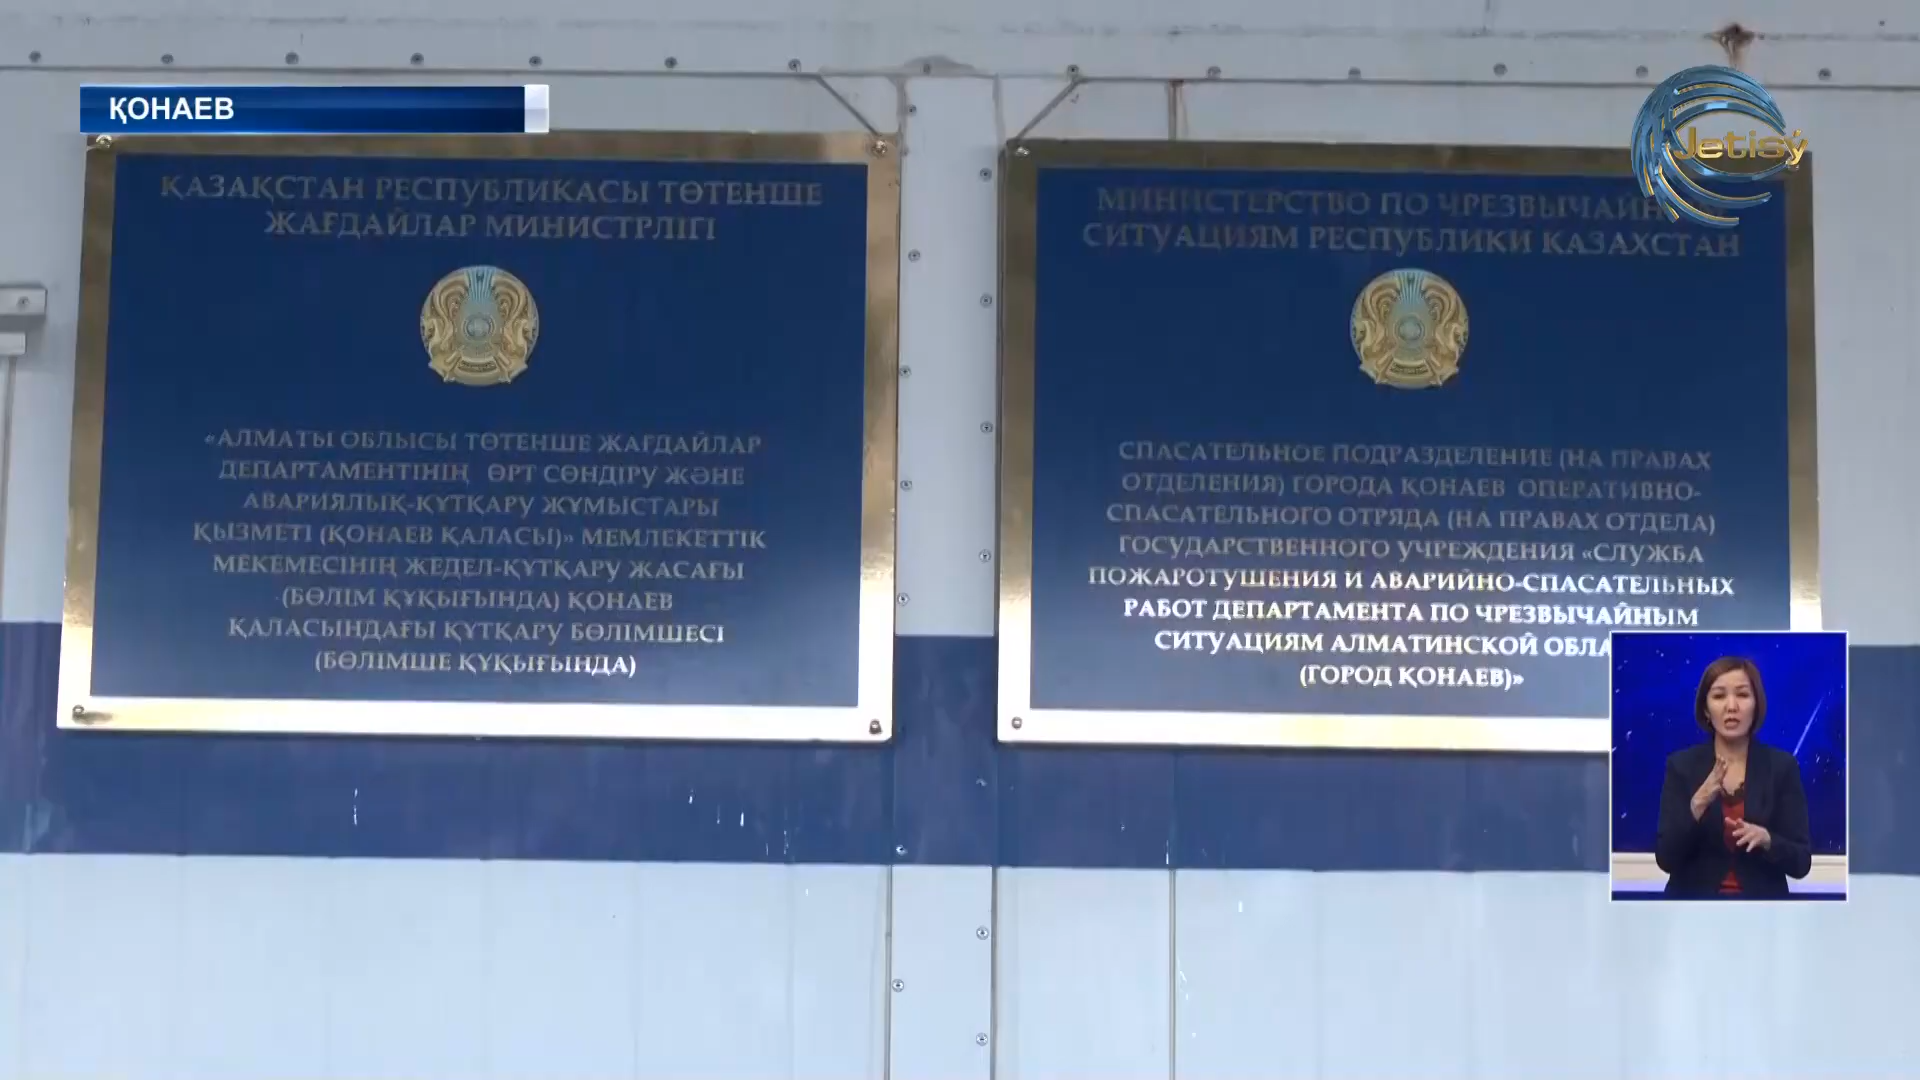 ҚОНАЕВ
Jetisý
ҚАЗАҚСТАН РЕСПУБЛИКАСЫ ТӨТЕНШЕ
ЖАҒДАЙЛАР МИНИСТРЛІГІ
«АЛМАТЫ ОБЛЫСЫ ТӨТЕНШЕ ЖАҒДАЙЛАР
ДЕПАРТАМЕНТІНІҢ ӨРТ СӨНДІРУ ЖӘНЕ
АВАРИЯЛЫҚ-ҚҰТҚАРУ ЖҰМЫСТАРЫ
ҚЫЗМЕТІ (ҚОНАЕВ ҚАЛАСЫ)» МЕМЛЕКЕТТІК
МЕКЕМЕСІНІҢ ЖЕДЕЛ-ҚҰТҚАРУ ЖАСАҒЫ
(БӨЛІМ ҚҰҚЫҒЫНДА) ҚОНАЕВ
ҚАЛАСЫНДАҒЫ ҚҰТҚАРУ БӨЛІМШЕСІ
(БӨЛІМШЕ ҚҰҚЫҒЫНДА)
МИНИСТЕРСТВО ПО
СИТУАЦИЯМ РЕСПУБЛИКИ КАЗАХСТАН
СПАСАТЕЛЬНОЕ ПОДРАЗДЕЛЕНИЕ (НА ПРАВАХ
ОТДЕЛЕНИЯ) ГОРОДА ҚОНАЕВ ОПЕРАТИВНО-
СПАСАТЕЛЬНОГО ОТРЯДА (НА ПРАВАХ ОТДЕЛА)
ГОСУДАРСТВЕННОГО УЧРЕЖДЕНИЯ «СЛУЖБА
ПОЖАРОТУШЕНИЯ И АВАРИЙНО-СПАСАТЕЛЬНЫХ
РАБОТ ДЕПАРТАМЕНТА ПО ЧРЕЗВЫЧАЙНЫМ
СИТУАЦИЯМ АЛМАТИНСКОЙ
(ГОРОД ҚОНАЕВ)»